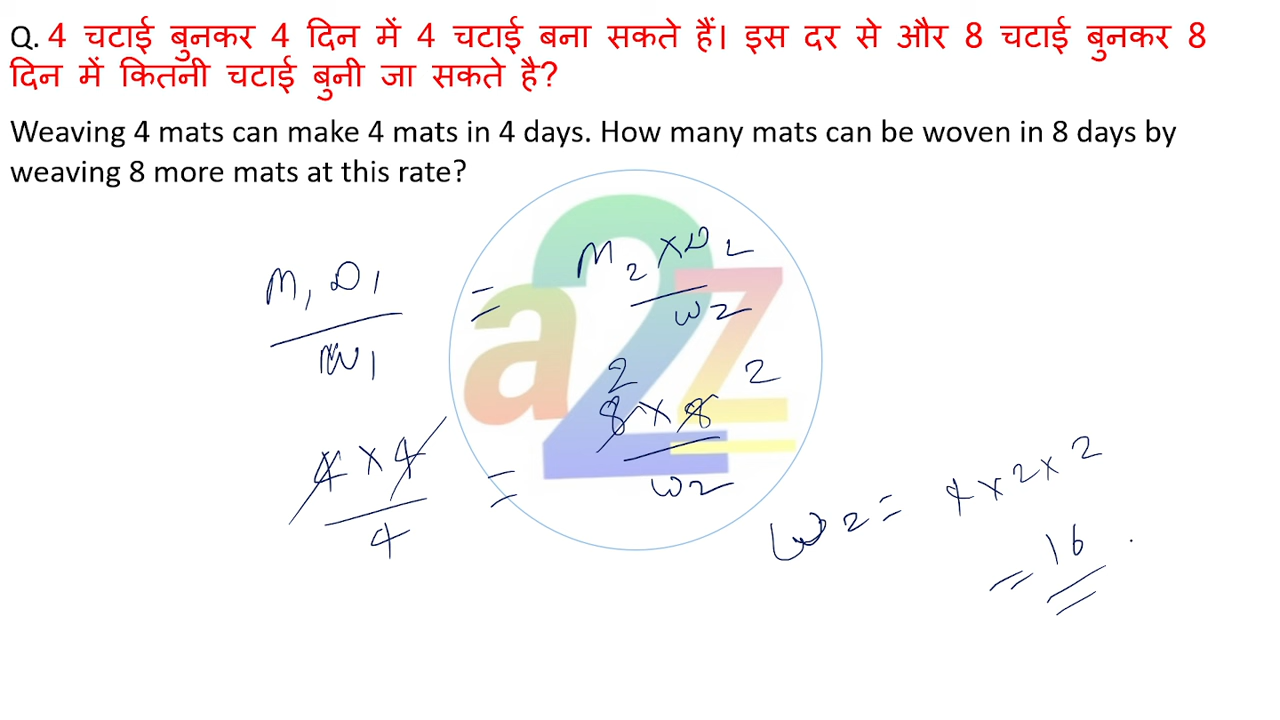 Q. 4 चटाई बुनकर 4 दिन में 4 चटाई बना सकते हैं। इस दर से और 8 चटाई बुनकर 8
दिन में कितनी चटाई बुनी जा सकते है?
Weaving 4 mats can make 4 mats in 4 days. How many mats can be woven in 8 days by
weaving 8 more mats at this rate?
a2z
M1 D1 / W1 = M2 × D2 / W2
4 × 4 / 4 = 8 × 8 / W2
2 2
W2 = 4 × 2 × 2
= 16